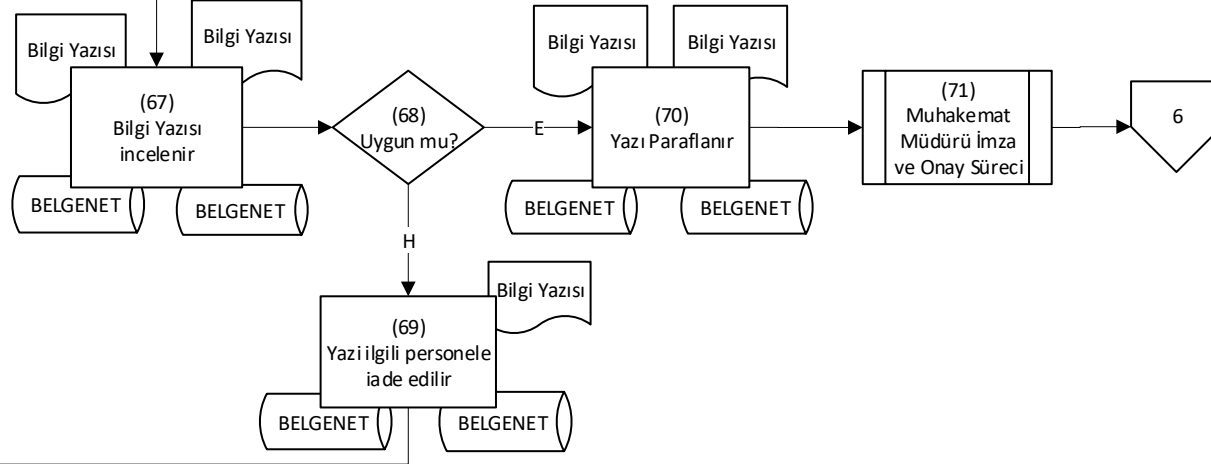 Bilgi Yazısı
Bilgi Yazısı
(67)
Bilgi Yazısı
incelenir
BELGENET
BELGENET
(68)
Uygun mu?
E
H
Bilgi Yazısı
Bilgi Yazısı
(70)
Yazı Paraflanır
BELGENET
BELGENET
(71)
Muhakemat
Müdürü İmza
ve Onay Süreci
6
Bilgi Yazısı
(69)
Yazi ilgili personele
iade edilir
BELGENET
BELGENET